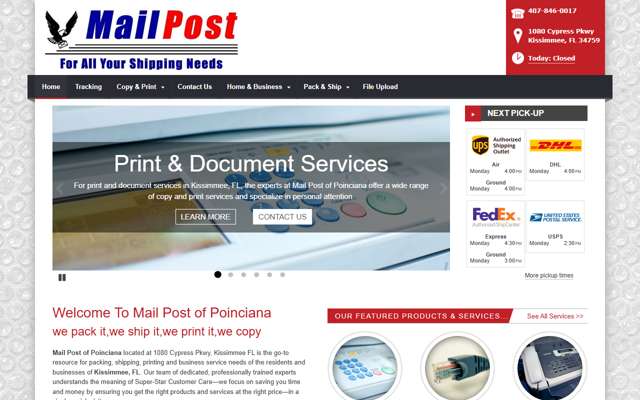 Mail Post
For All Your Shipping Needs
407-846-0017
1080 Cypress Pkwy
Kissimmee, FL 34759
Today: Closed
Home Tracking Copy & Print Contact Us Home & Business Pack & Ship File Upload
Print & Document Services
For print and document services in Kissimmee, FL, the experts at Mail Post of Poinciana offer a wide range
of copy and print services and specialize in personal attention
LEARN MORE CONTACT US
NEXT PICK-UP
ups Authorized
Shipping
Outlet
Air
Monday 4:00 PM
Ground
Monday 4:00 PM
DHL
DHL
Monday 4:00 PM
FedEx
Authorized ShipCenter
Express
Monday 4:30 PM
Ground
Monday 3:00 PM
UNITED STATES
POSTAL SERVICE
USPS
Monday 2:30 PM
More pickup times
Welcome To Mail Post of Poinciana
we pack it,we ship it,we print it,we copy
Mail Post of Poinciana located at 1080 Cypress Pkwy, Kissimmee FL is the go-to
resource for packing, shipping, printing and business service needs of the residents and
businesses of Kissimmee, FL. Our team of dedicated, professionally trained experts
understands the meaning of Super-Star Customer Care—we focus on saving you time
and money by ensuring you get the right products and services at the right price—in a
OUR FEATURED PRODUCTS & SERVICES... See All Services >>